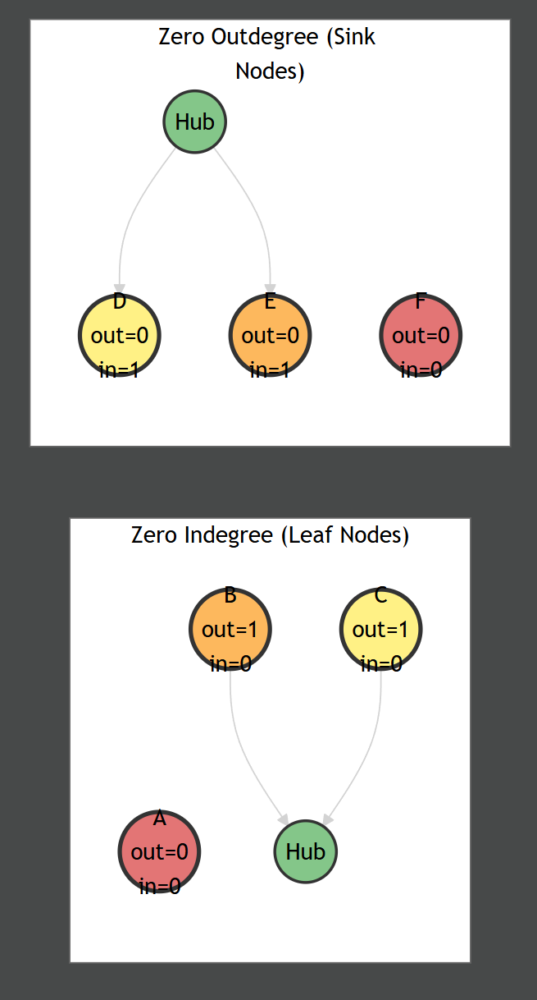 Zero Outdegree (Sink
Nodes)
Hub
D
out=0
in=1
E
out=0
in=1
F
out=0
in=0
Zero Indegree (Leaf Nodes)
B
out=1
in=0
C
out=1
in=0
A
out=0
in=0
Hub